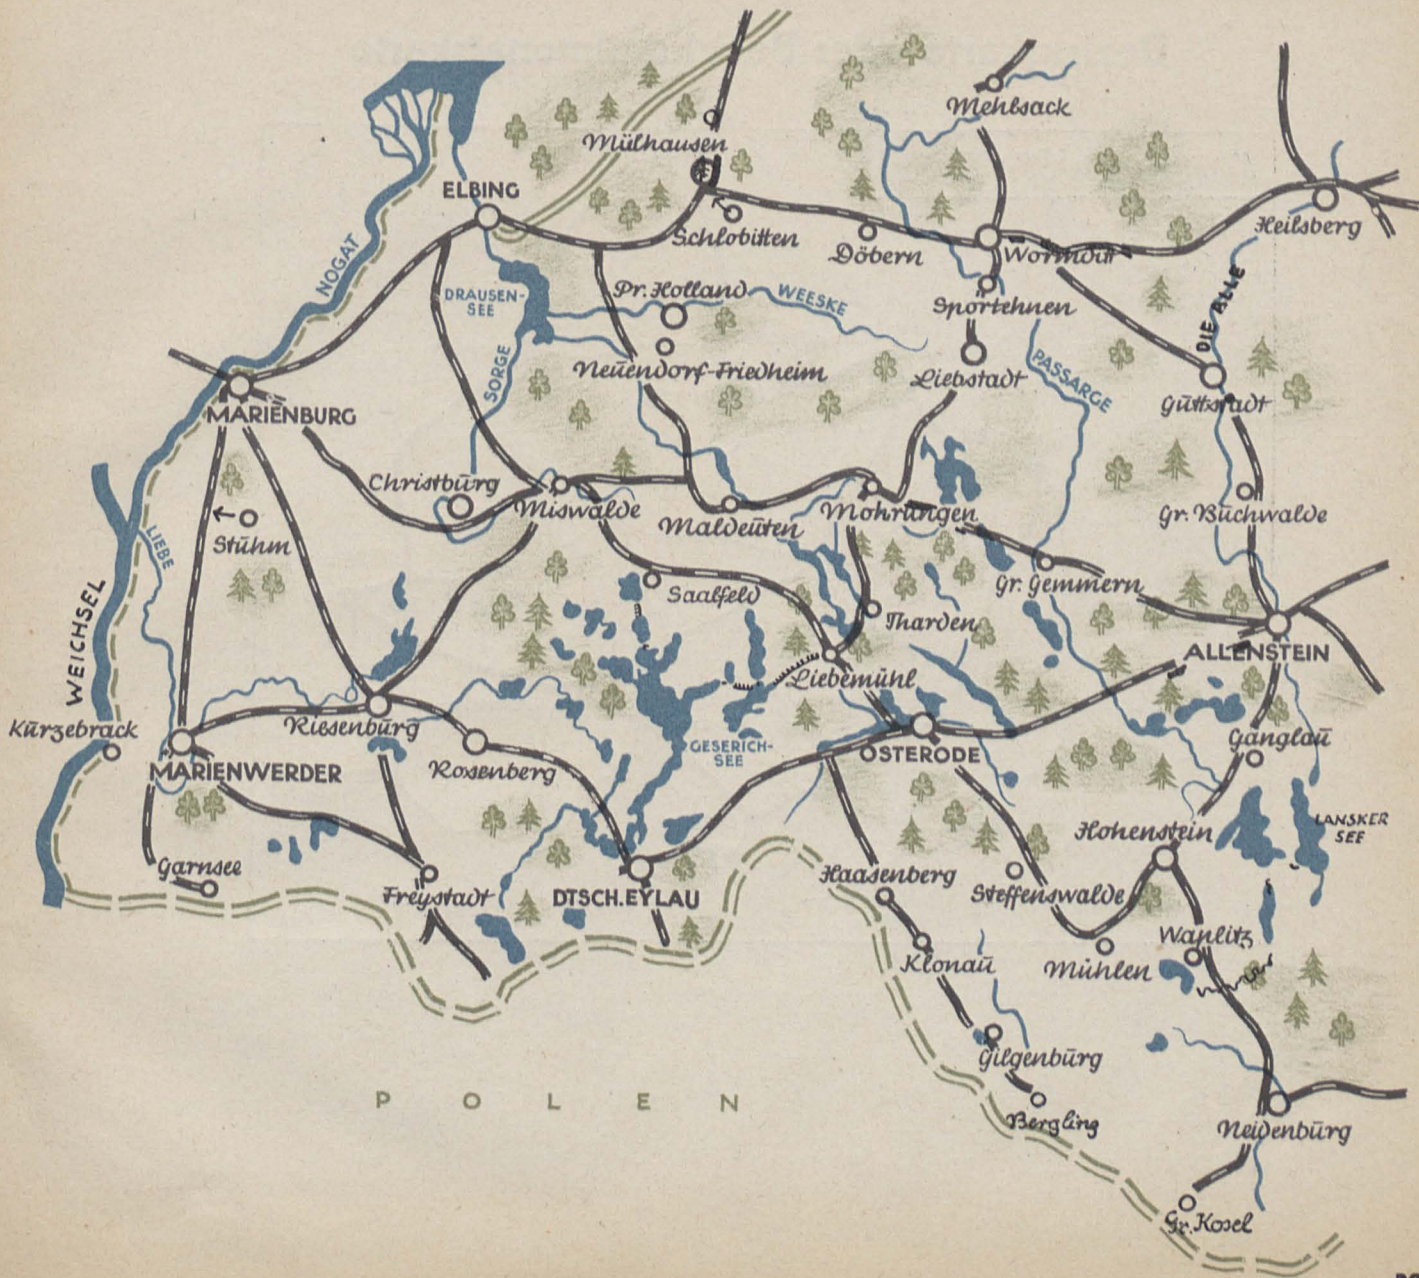 Mehlsack
Mülhausen
ELBING
Schlobitten
Döbern
Wormditt
Heilsberg
NOGAT
DRAUSEN-
SEE
Pr. Holland
WEESKE
Sportehnen
DIE ALLE
SORGE
Neuendorf-Friedheim
Liebstadt
PASSARGE
Guttstadt
MARIENBURG
Christburg
Miswalde
Maldeuten
Mohrungen
Gr. Buchwalde
Stuhm
LIEBE
WEICHSEL
Saalfeld
Gr. Gemmern
Tharden
ALLENSTEIN
Liebemühl
Kurzebrack
Riesenburg
GESERICH-
SEE
OSTERODE
Ganglau
MARIENWERDER
Rosenberg
LANSKER
SEE
Hohenstein
Garnsee
Freystadt
DTSCH.EYLAU
Haasenberg
Steffenswalde
Klonau
Mühlen
Waplitz
Gilgenburg
POLEN
Bergling
Neidenburg
Gr. Kosel